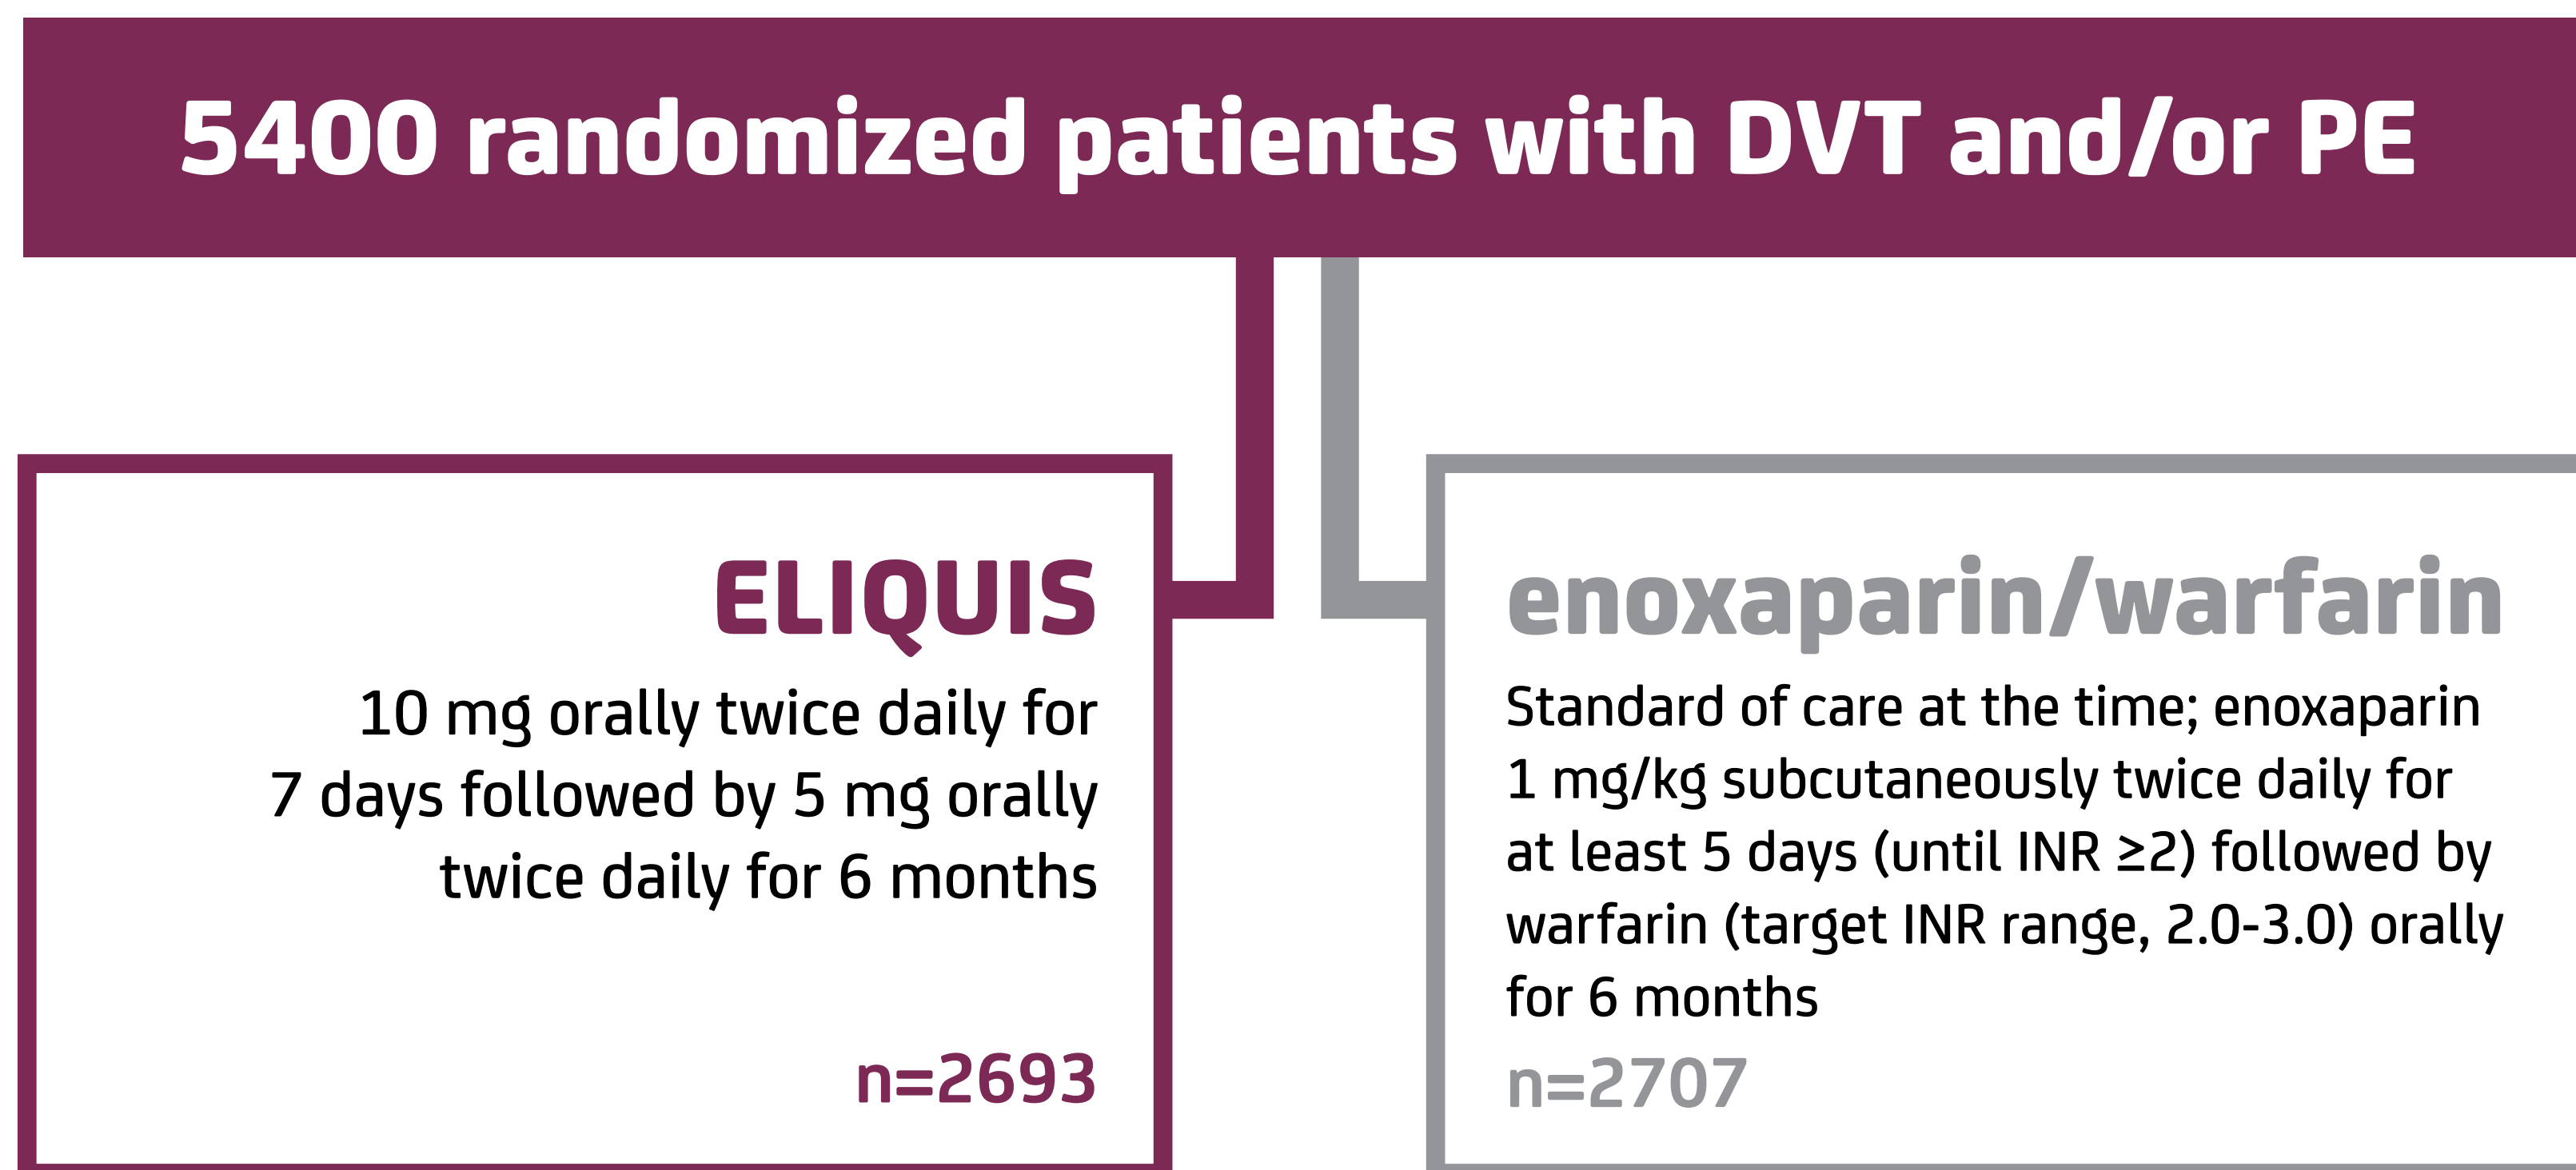 5400 randomized patients with DVT and/or PE
ELIQUIS
10 mg orally twice daily for
7 days followed by 5 mg orally
twice daily for 6 months
n=2693
enoxaparin/warfarin
Standard of care at the time; enoxaparin
1 mg/kg subcutaneously twice daily for
at least 5 days (until INR ≥2) followed by
warfarin (target INR range, 2.0-3.0) orally
for 6 months
n=2707